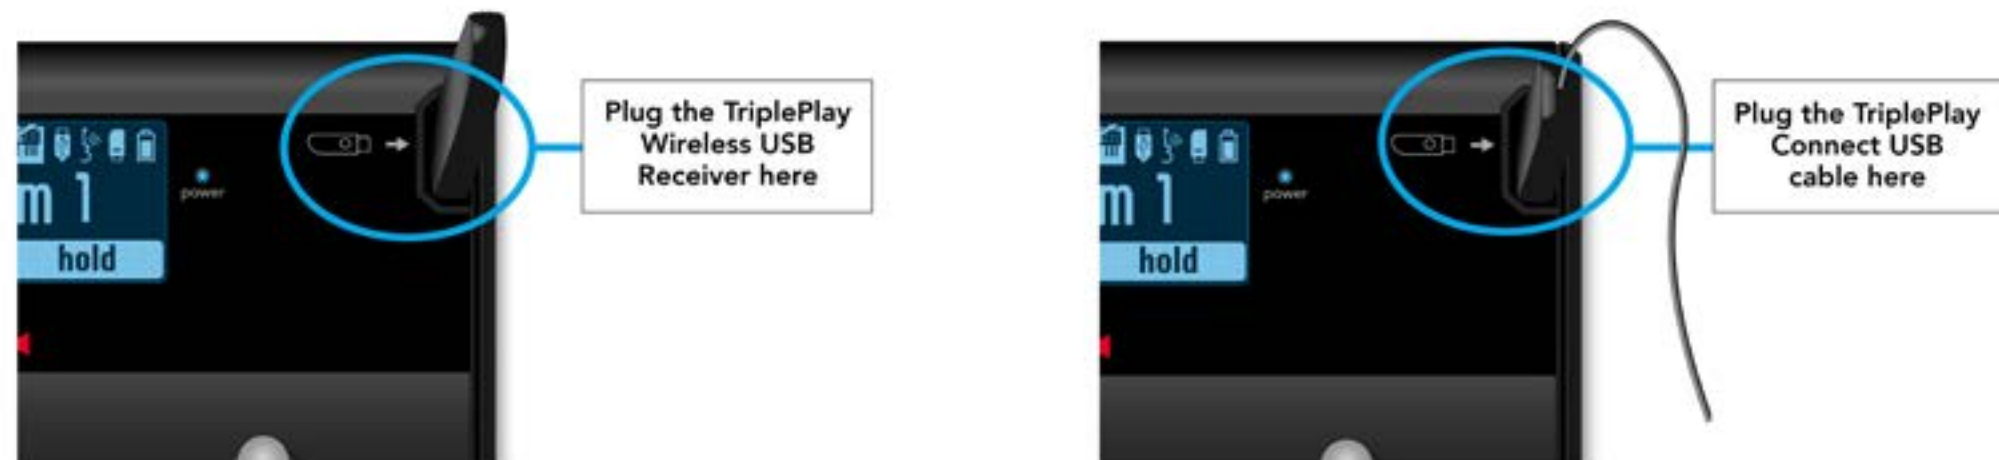 Plug the TriplePlay
Wireless USB
Receiver here
m 1
power
hold
Plug the TriplePlay
Connect USB
cable here
m 1
power
hold